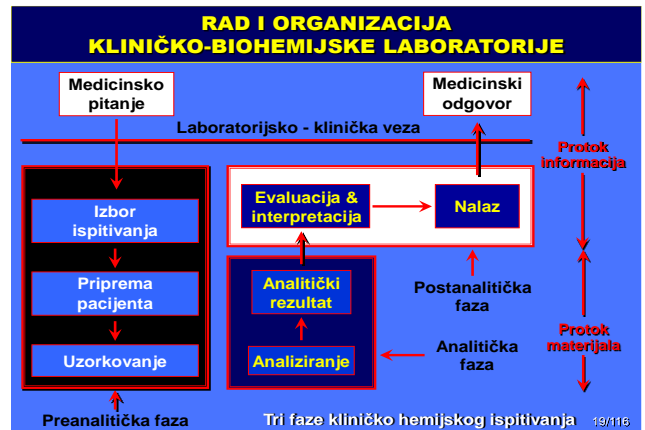 RAD I ORGANIZACIJA
KLINIČKO-BIOHEMIJSKE LABORATORIJE
Medicinsko
pitanje
Medicinski
odgovor
Laboratorijsko - klinička veza
Protok
informacija
Izbor
ispitivanja
Evaluacija &
interpretacija
Nalaz
Priprema
pacijenta
Analitički
rezultat
Postanalitička
faza
Uzorkovanje
Analiziranje
Analitička
faza
Protok
materijala
Preanalitička faza
Tri faze kliničko hemijskog ispitivanja
19/116